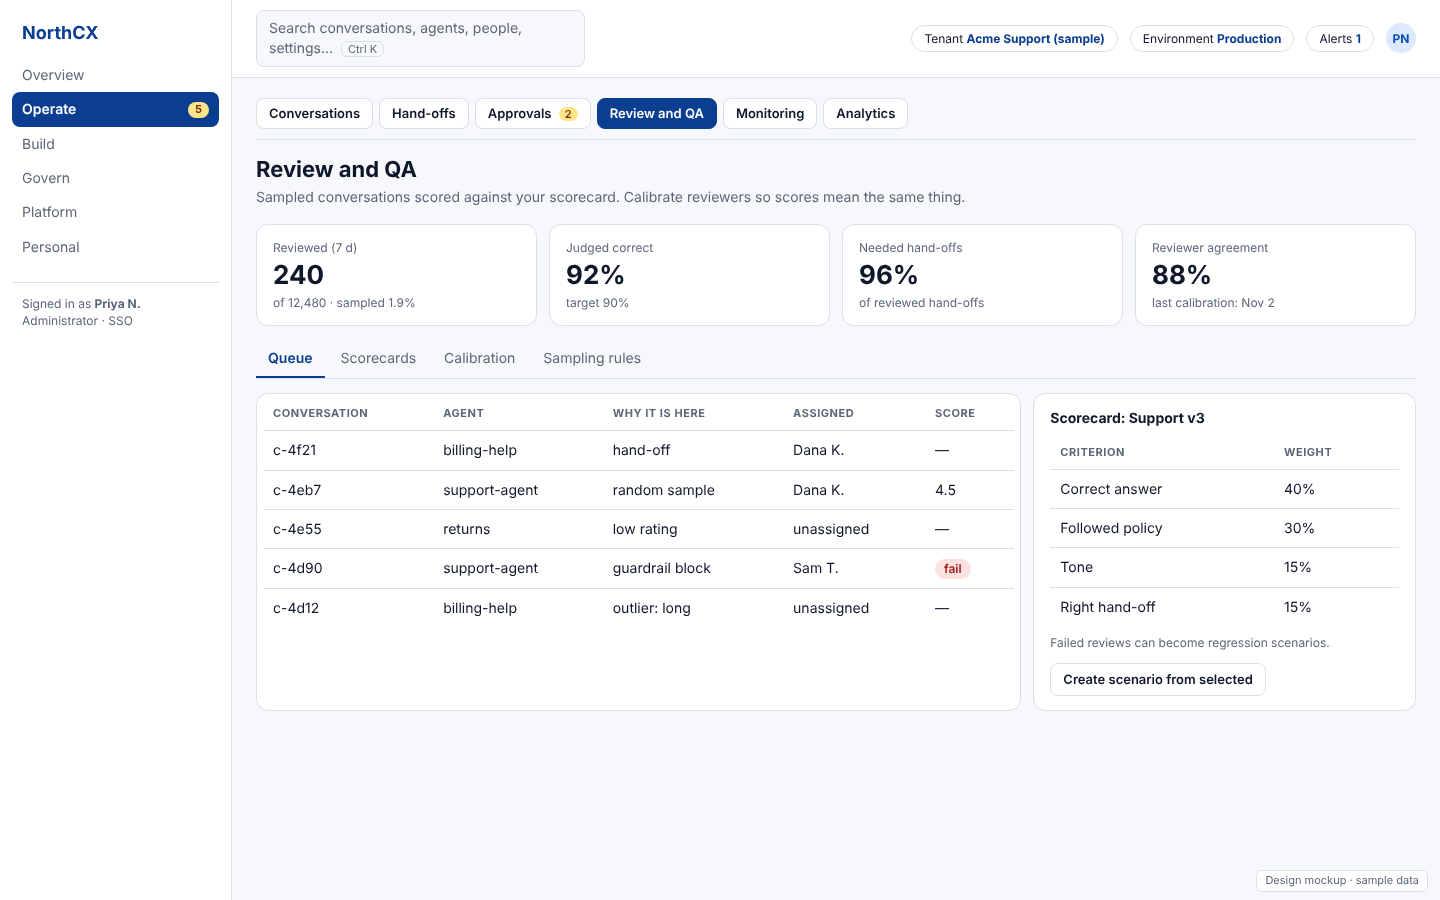 NorthCX
Overview
Operate 5
Build
Govern
Platform
Personal
Signed in as Priya N.
Administrator · SSO
Search conversations, agents, people,
settings... Ctrl K
Tenant Acme Support (sample)
Environment Production
Alerts 1
PN
Conversations
Hand-offs
Approvals 2
Review and QA
Monitoring
Analytics
Review and QA
Sampled conversations scored against your scorecard. Calibrate reviewers so scores mean the same thing.
Reviewed (7 d)
240
of 12,480 · sampled 1.9%
Judged correct
92%
target 90%
Needed hand-offs
96%
of reviewed hand-offs
Reviewer agreement
88%
last calibration: Nov 2
Queue Scorecards Calibration Sampling rules
CONVERSATION AGENT WHY IT IS HERE ASSIGNED SCORE
c-4f21 billing-help hand-off Dana K. —
c-4eb7 support-agent random sample Dana K. 4.5
c-4e55 returns low rating unassigned —
c-4d90 support-agent guardrail block Sam T. fail
c-4d12 billing-help outlier: long unassigned —
Scorecard: Support v3
CRITERION WEIGHT
Correct answer 40%
Followed policy 30%
Tone 15%
Right hand-off 15%
Failed reviews can become regression scenarios.
Create scenario from selected
Design mockup · sample data